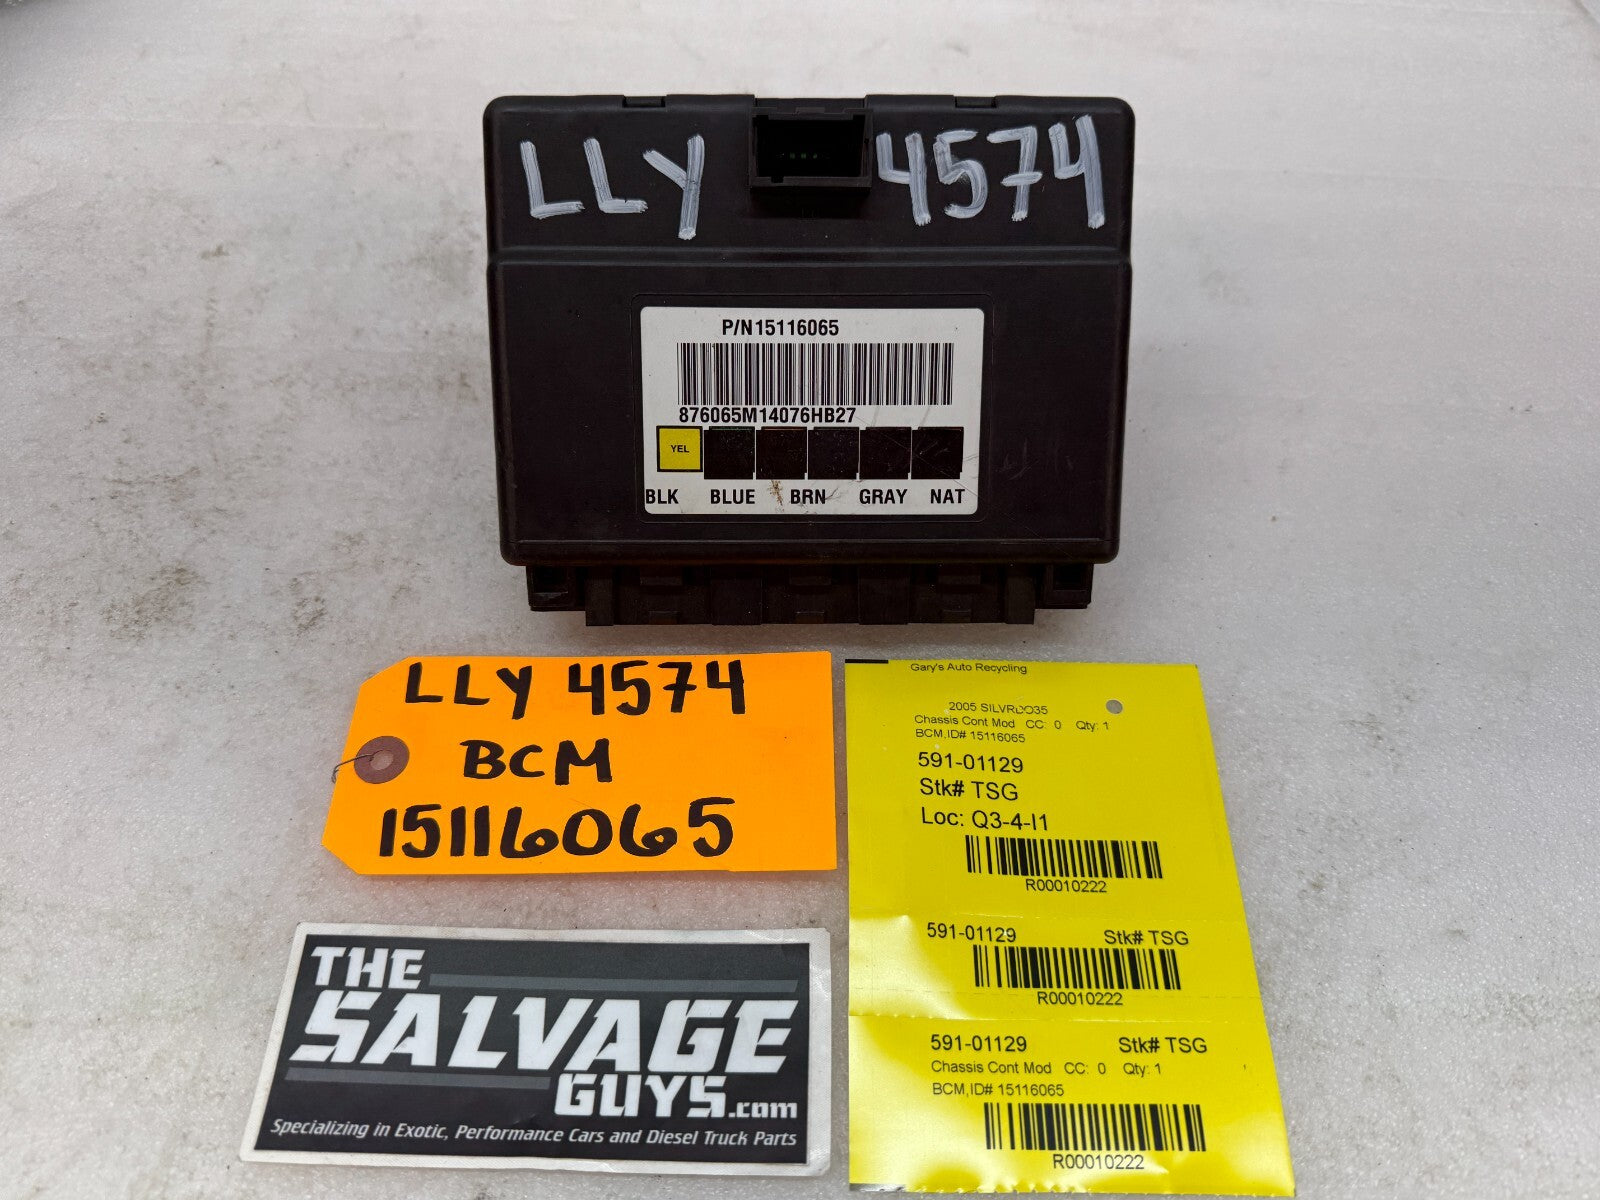 LLY 4574
P/N 15116065
876065M14076HB27
YEL
BLK BLUE BRN GRAY NAT
LLY 4574
BCM
15116065
Gary's Auto Recycling
2005 SILVRDO35
Chassis Cont Mod CC: 0 Qty: 1
BCM,ID# 15116065
591-01129
Stk# TSG
Loc: Q3-4-I1
R00010222
591-01129 Stk# TSG
R00010222
591-01129 Stk# TSG
Chassis Cont Mod CC: 0 Qty: 1
BCM,ID# 15116065
R00010222
THE
SALVAGE
GUYS.com
Specializing in Exotic, Performance Cars and Diesel Truck Parts